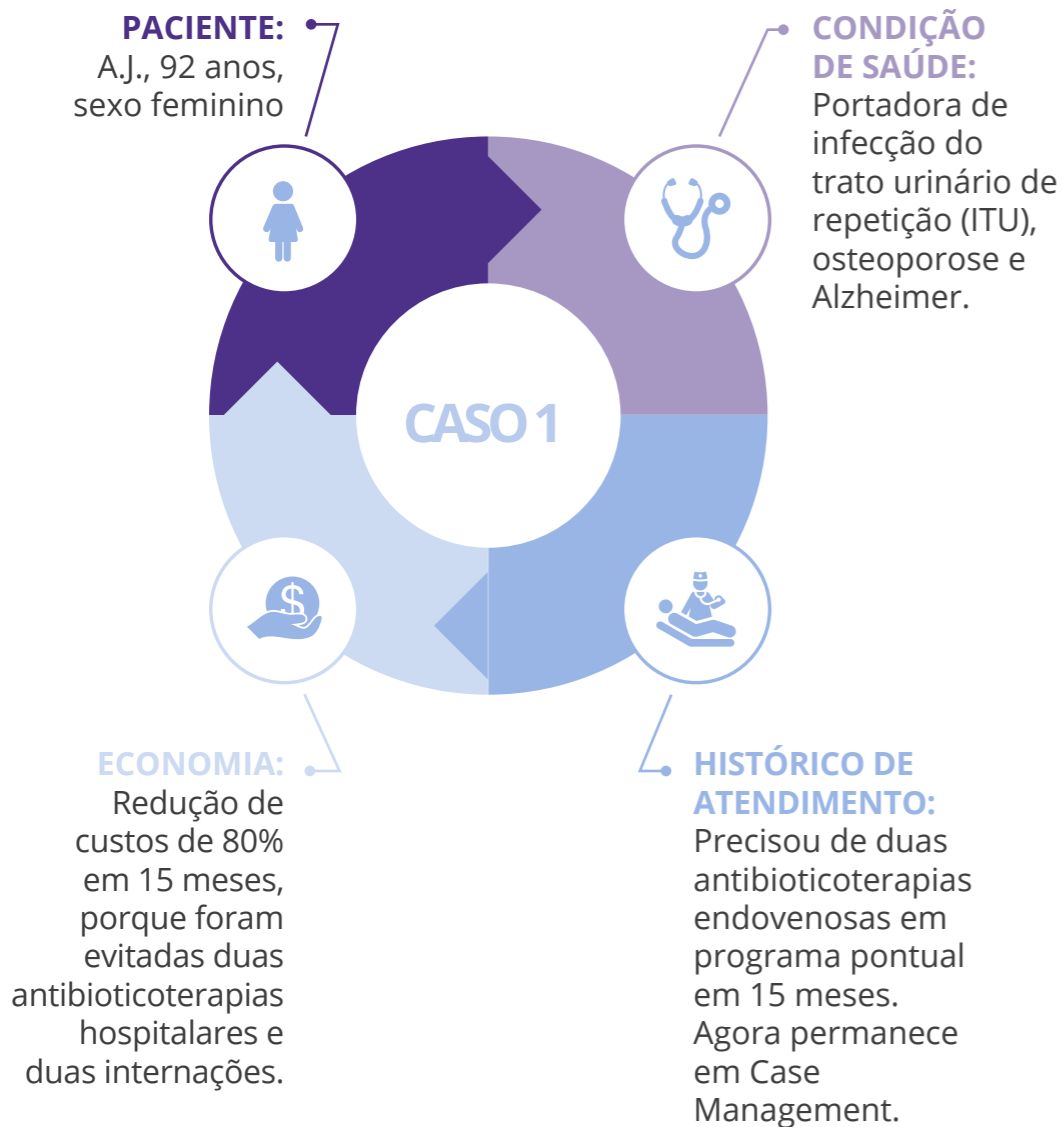 PACIENTE:
A.J., 92 anos,
sexo feminino
CONDIÇÃO
DE SAÚDE:
Portadora de
infecção do
trato urinário de
repetição (ITU),
osteoporose e
Alzheimer.
CASO 1
$
HISTÓRICO DE
ATENDIMENTO:
Precisou de duas
antibioticoterapias
endovenosas em
programa pontual
em 15 meses.
Agora permanece
em Case
Management.
ECONOMIA:
Redução de
custos de 80%
em 15 meses,
porque foram
evitadas duas
antibioticoterapias
hospitalares e
duas internações.